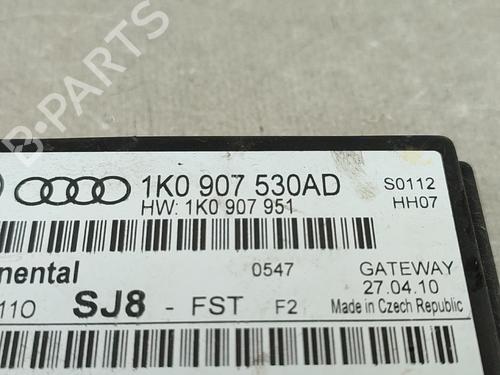 B-PARTS
1K0 907 530AD
S0112
HW: 1K0 907 951
HH07
nental
0547
GATEWAY
27.04.10
110 SJ8 - FST F2
Made in Czech Republic